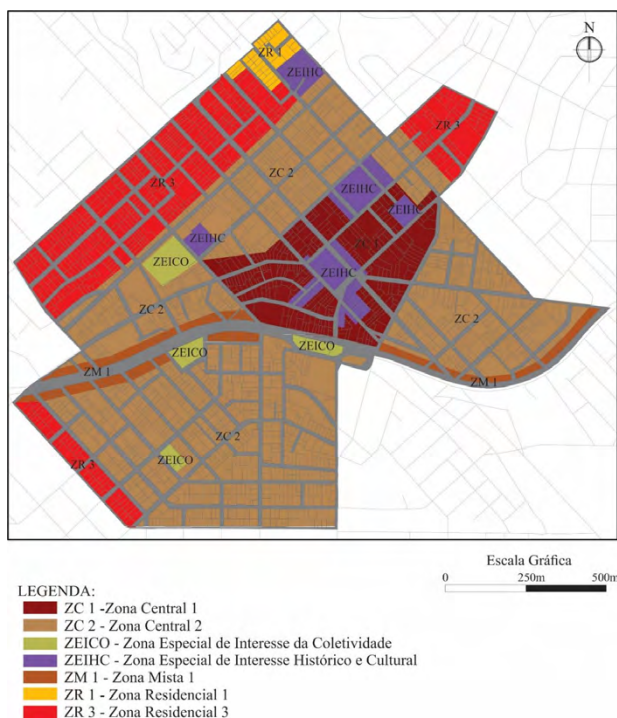 N
ZR 1
ZEIHC
ZR 3
ZC 2
ZR 3
ZEIHC
ZEIHC
ZC 1
ZEIHC
ZEICO
ZEIHC
ZC 2
ZC 2
ZEICO
ZEICO
ZM 1
ZM 1
ZC 2
ZR 3
ZEICO
Escala Gráfica
0 250m 500m
LEGENDA:
ZC 1 -Zona Central 1
ZC 2 - Zona Central 2
ZEICO - Zona Especial de Interesse da Coletividade
ZEIHC - Zona Especial de Interesse Histórico e Cultural
ZM 1 - Zona Mista 1
ZR 1 - Zona Residencial 1
ZR 3 - Zona Residencial 3